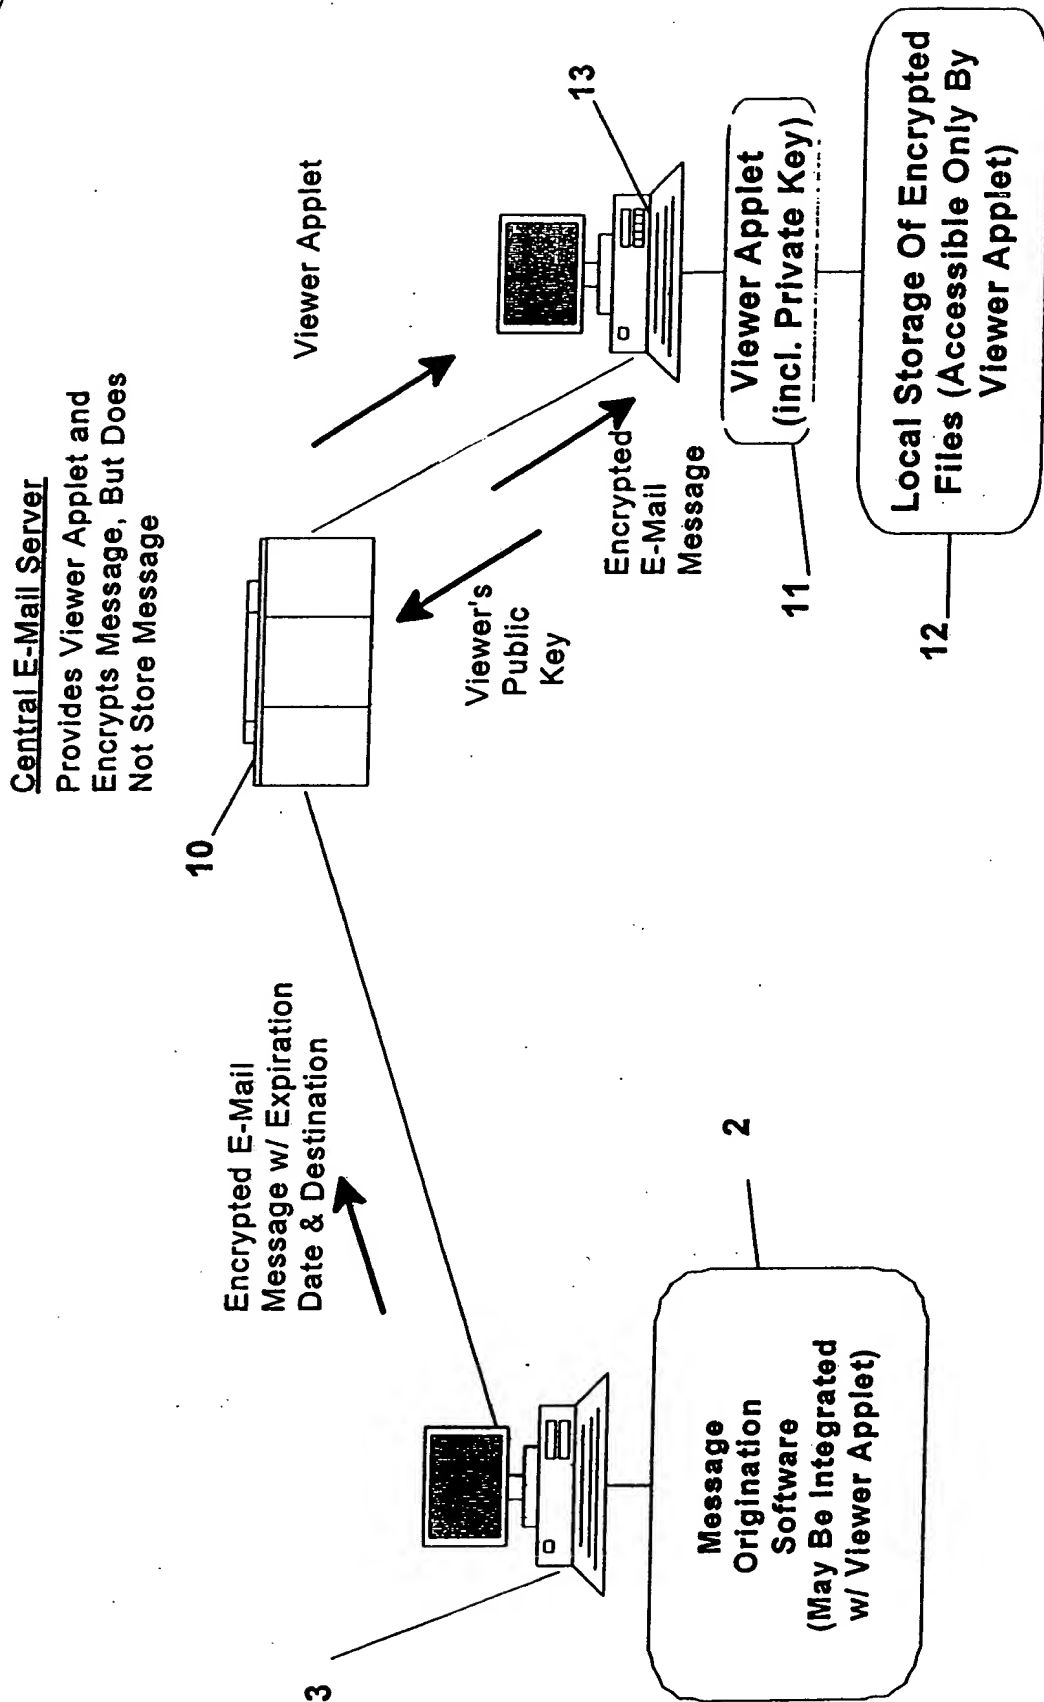 Central E-Mail Server
Provides Viewer Applet and
Encrypts Message, But Does
Not Store Message
10
Viewer Applet
Encrypted E-Mail
Message w/ Expiration
Date & Destination
Viewer's
Public
Key
Encrypted
E-Mail
Message
13
3
Message
Origination
Software
(May Be Integrated
w/ Viewer Applet)
2
Viewer Applet
(incl. Private Key)
11
Local Storage Of Encrypted
Files (Accessible Only By
Viewer Applet)
12